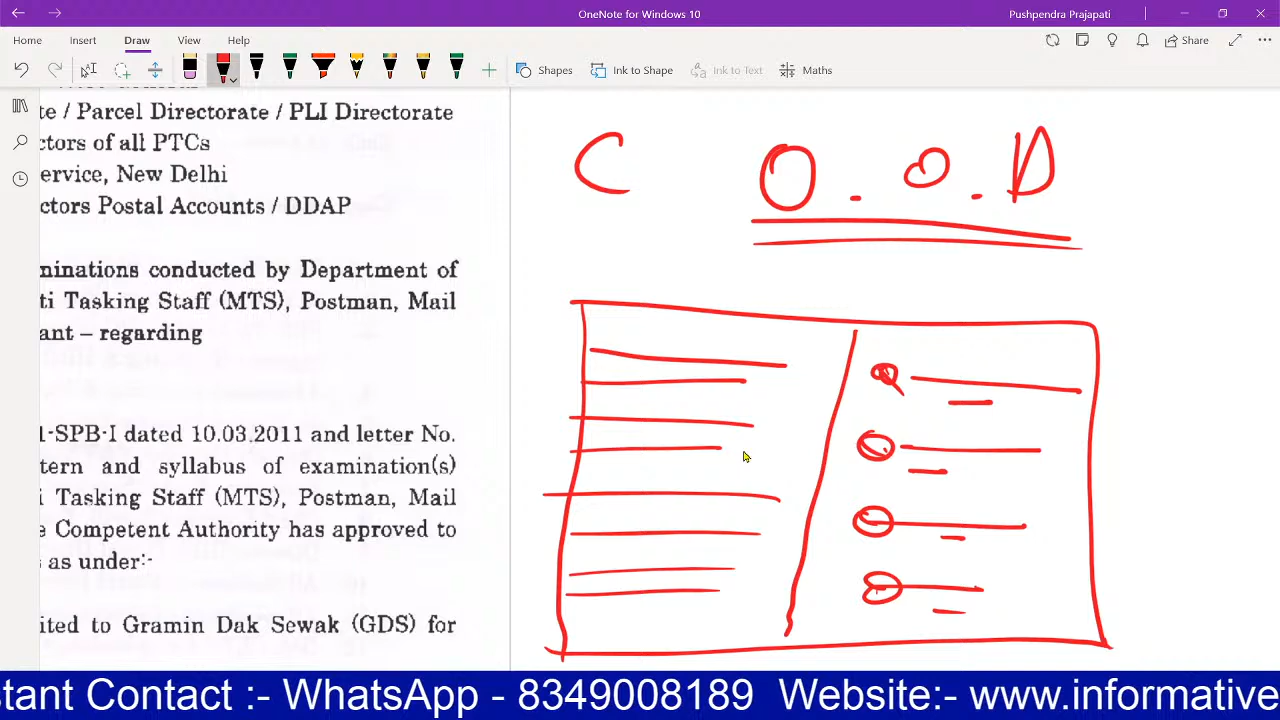 OneNote for Windows 10
Pushpendra Prajapati
Home Insert Draw View Help
Share
Shapes Ink to Shape Ink to Text Maths
te / Parcel Directorate / PLI Directorate
ctors of all PTCs
ervice, New Delhi
ctors Postal Accounts / DDAP
minations conducted by Department of
ti Tasking Staff (MTS), Postman, Mail
ant – regarding
1-SPB-I dated 10.03.2011 and letter No.
tern and syllabus of examination(s)
i Tasking Staff (MTS), Postman, Mail
e Competent Authority has approved to
s as under:-
ited to Gramin Dak Sewak (GDS) for
C O . O . D
stant Contact :- WhatsApp - 8349008189 Website:- www.informative